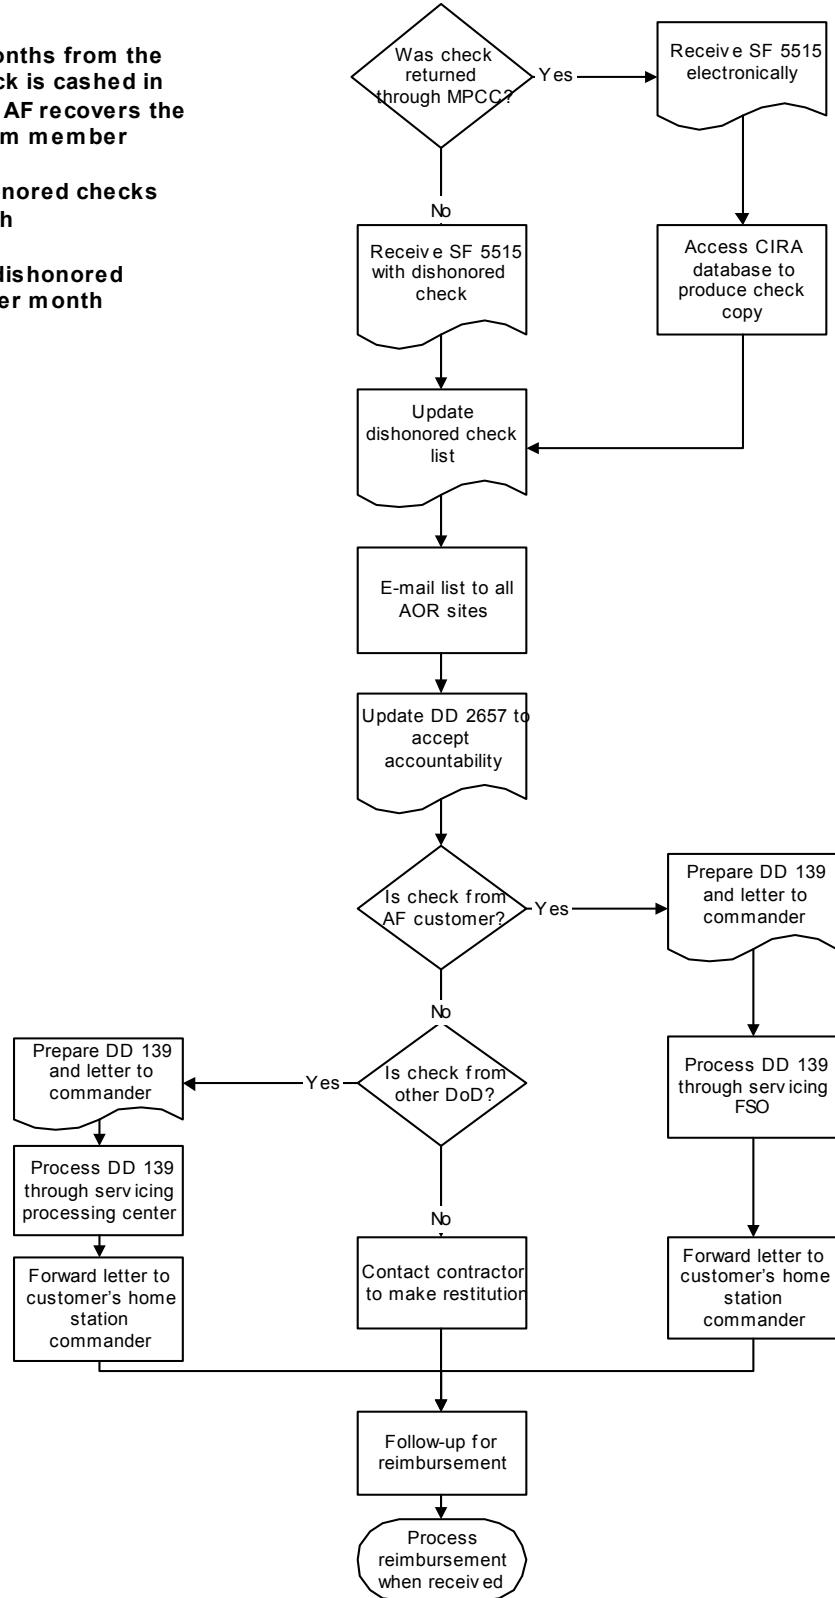 onths from the
ck is cashed in
AF recovers the
m member
nored checks
h
dishonored
er month
Was check
returned
through MPCC?
Yes
Receive SF 5515
electronically
No
Receive SF 5515
with dishonored
check
Access CIRA
database to
produce check
copy
Update
dishonored check
list
E-mail list to all
AOR sites
Update DD 2657 to
accept
accountability
Is check from
AF customer?
Yes
Prepare DD 139
and letter to
commander
No
Is check from
other DoD?
Yes
Prepare DD 139
and letter to
commander
Process DD 139
through servicing
FSO
Process DD 139
through servicing
processing center
No
Contact contractor
to make restitution
Forward letter to
customer's home
station
commander
Forward letter to
customer's home
station
commander
Follow-up for
reimbursement
Process
reimbursement
when received